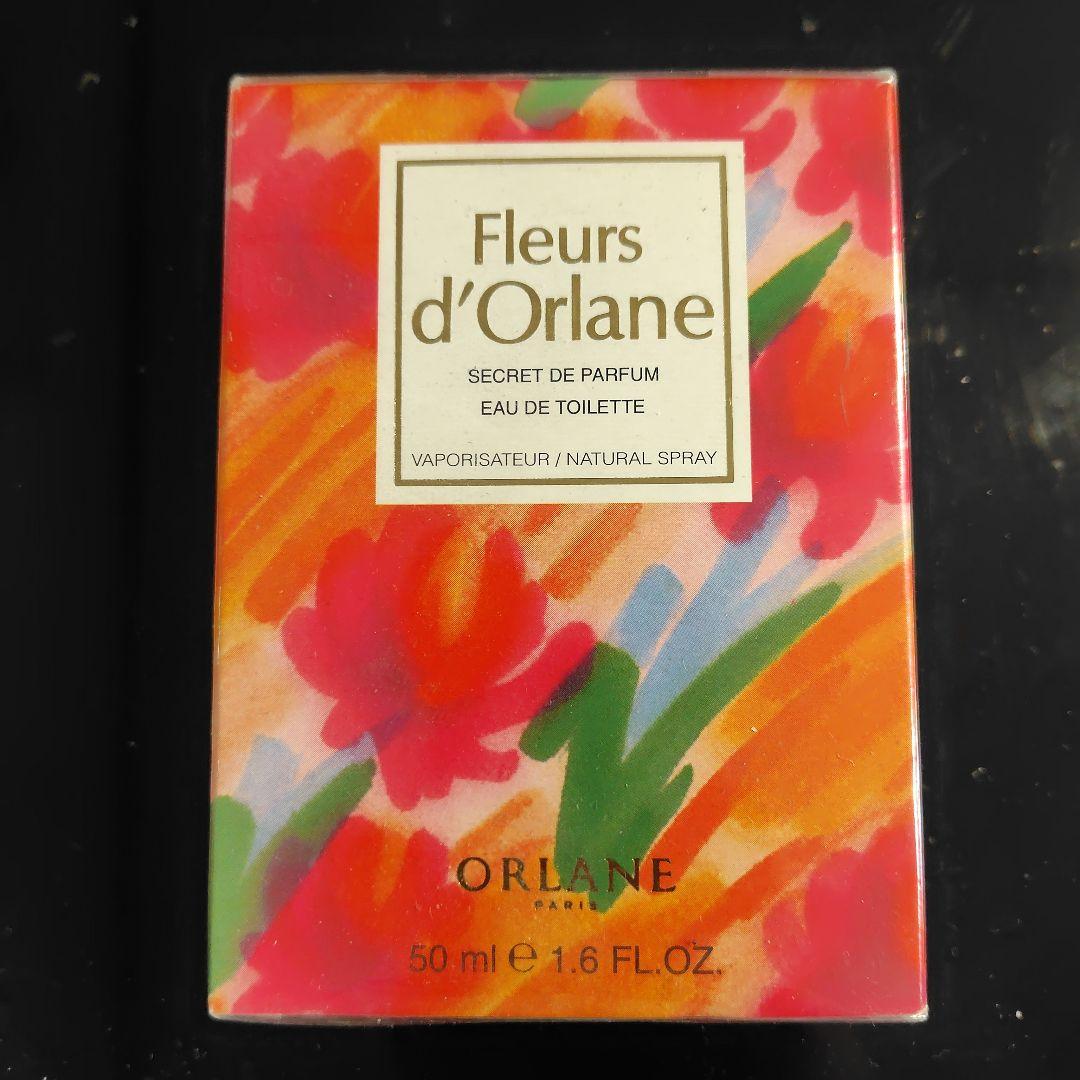 Fleurs
d'Orlane
SECRET DE PARFUM
EAU DE TOILETTE
VAPORISATEUR / NATURAL SPRAY
ORLANE
PARIS
50 ml ℮ 1.6 FL.OZ.